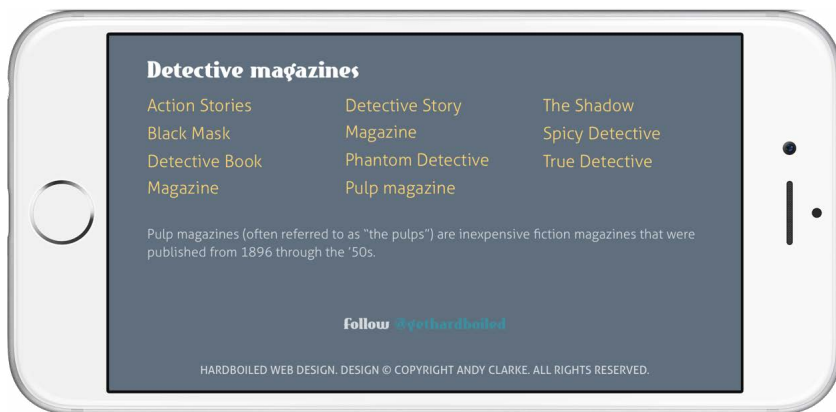 Detective magazines
Action Stories
Black Mask
Detective Book
Magazine
Detective Story
Magazine
Phantom Detective
Pulp magazine
The Shadow
Spicy Detective
True Detective
Pulp magazines (often referred to as “the pulps”) are inexpensive fiction magazines that were
published from 1896 through the ’50s.
Follow @gethardboiled
HARDBOILED WEB DESIGN. DESIGN © COPYRIGHT ANDY CLARKE. ALL RIGHTS RESERVED.